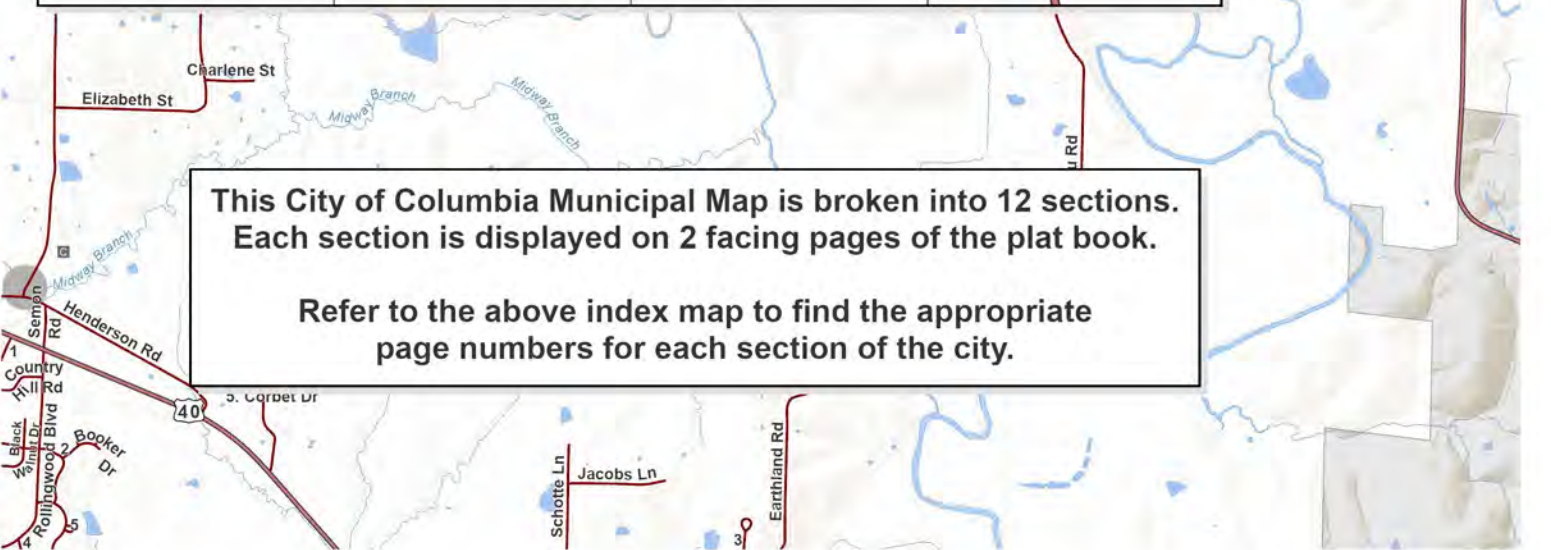 Charlene St
Elizabeth St
Midway Branch
Midway Branch
u Rd
This City of Columbia Municipal Map is broken into 12 sections.
Each section is displayed on 2 facing pages of the plat book.
Refer to the above index map to find the appropriate
page numbers for each section of the city.
C
Midway Branch
Semon
Rd
Henderson Rd
1
Country
Hill Rd
40
5. Corbet Dr
Black
Walnut Dr
Rollingwood Blvd
2
Booker
Dr
5
4
Schotte Ln
Jacobs Ln
Earthland Rd
3